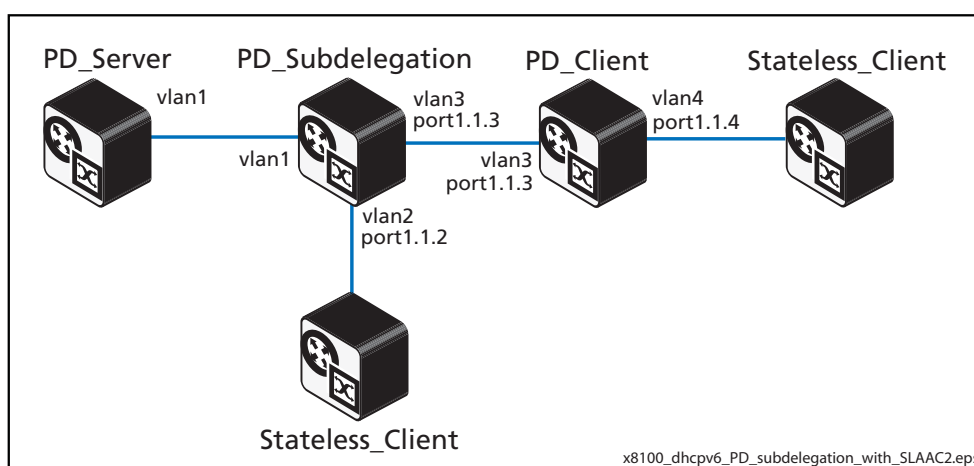 PD_Server
PD_Subdelegation
PD_Client
Stateless_Client
vlan1
vlan3
port1.1.3
vlan4
port1.1.4
vlan1
vlan3
port1.1.3
vlan2
port1.1.2
Stateless_Client
x8100_dhcpv6_PD_subdelegation_with_SLAAC2.eps